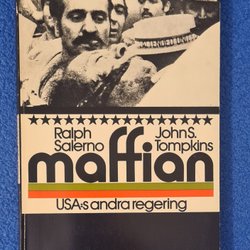 Ralph Salerno
John S. Tompkins
maffian
USA:s andra regering